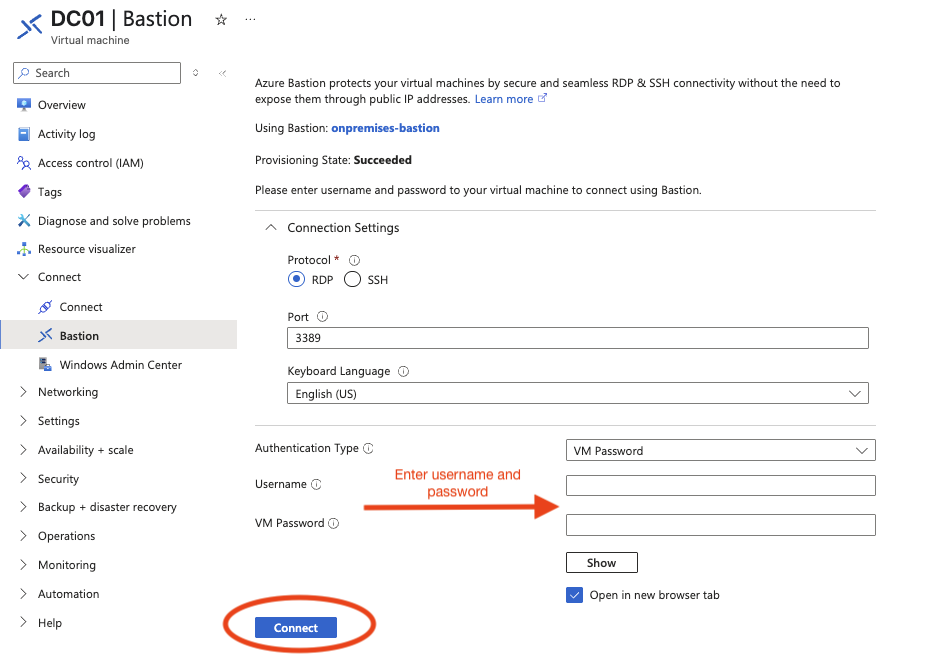 DC01 | Bastion
Virtual machine
Search
Overview
Activity log
Access control (IAM)
Tags
Diagnose and solve problems
Resource visualizer
Connect
Connect
Bastion
Windows Admin Center
Networking
Settings
Availability + scale
Security
Backup + disaster recovery
Operations
Monitoring
Automation
Help
Azure Bastion protects your virtual machines by secure and seamless RDP & SSH connectivity without the need to
expose them through public IP addresses. Learn more
Using Bastion: onpremises-bastion
Provisioning State: Succeeded
Please enter username and password to your virtual machine to connect using Bastion.
Connection Settings
Protocol *
RDP SSH
Port
3389
Keyboard Language
English (US)
Authentication Type
VM Password
Enter username and
password
Username
VM Password
Show
Open in new browser tab
Connect